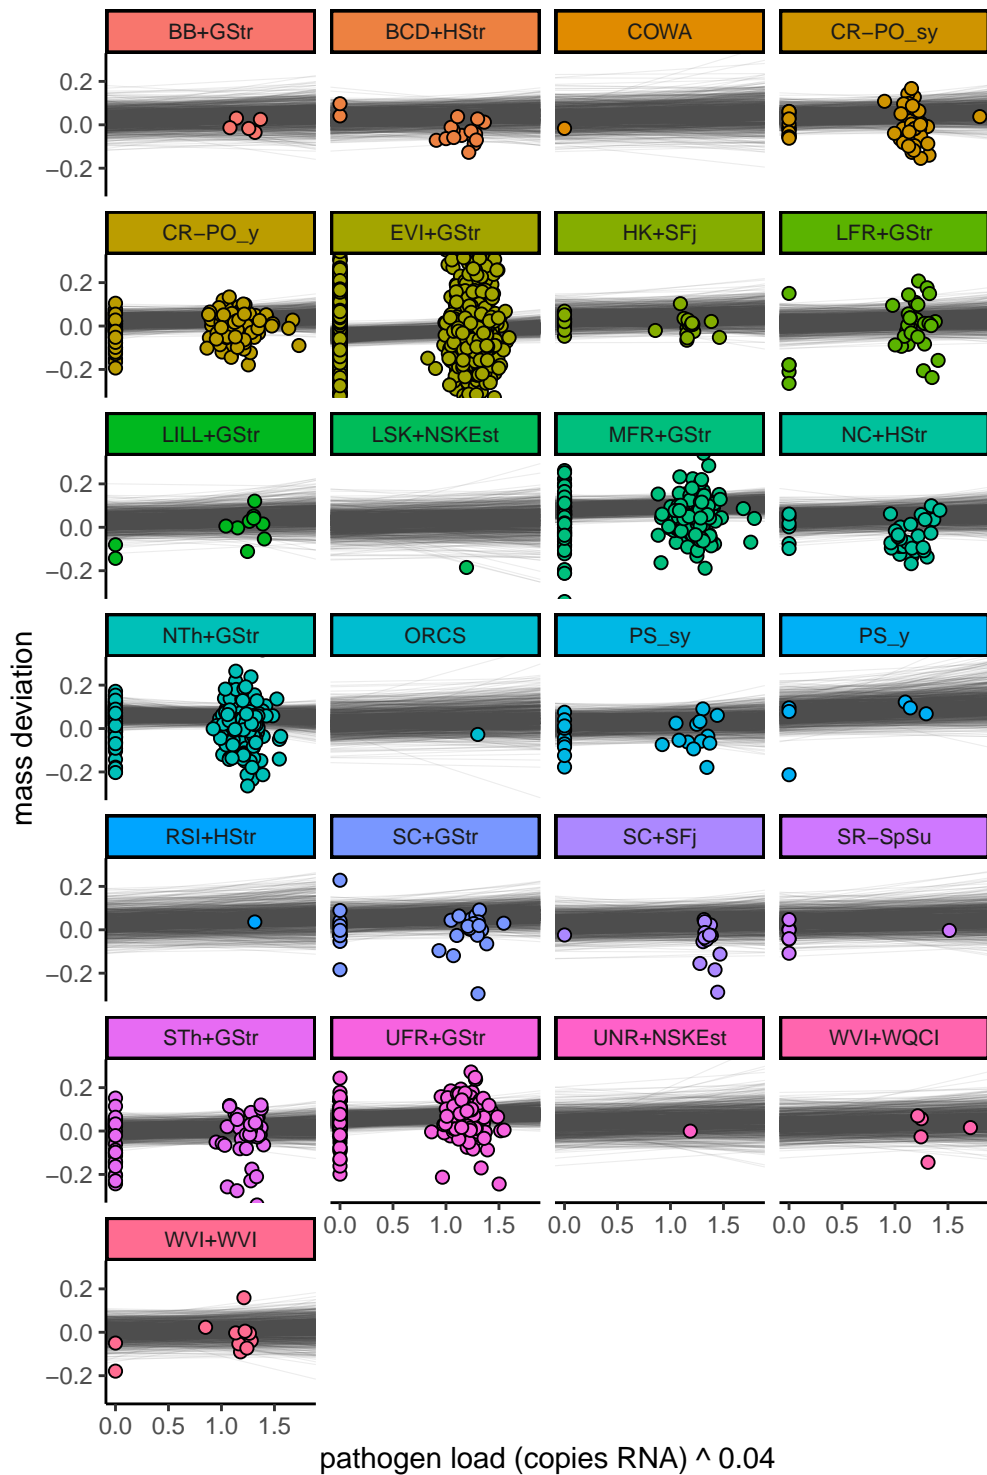 BB+GStr BCD+HStr COWA CR−PO_sy
0.2
0.0
−0.2
CR−PO_y EVI+GStr HK+SFj LFR+GStr
0.2
0.0
−0.2
LILL+GStr LSK+NSKEst MFR+GStr NC+HStr
0.2
0.0
−0.2
NTh+GStr ORCS PS_sy PS_y
0.2
0.0
−0.2
mass deviation
RSI+HStr SC+GStr SC+SFj SR−SpSu
0.2
0.0
−0.2
STh+GStr UFR+GStr UNR+NSKEst WVI+WQCI
0.2
0.0
−0.2
0.0 0.5 1.0 1.5 0.0 0.5 1.0 1.5 0.0 0.5 1.0 1.5
WVI+WVI
0.2
0.0
−0.2
0.0 0.5 1.0 1.5
pathogen load (copies RNA) ^ 0.04